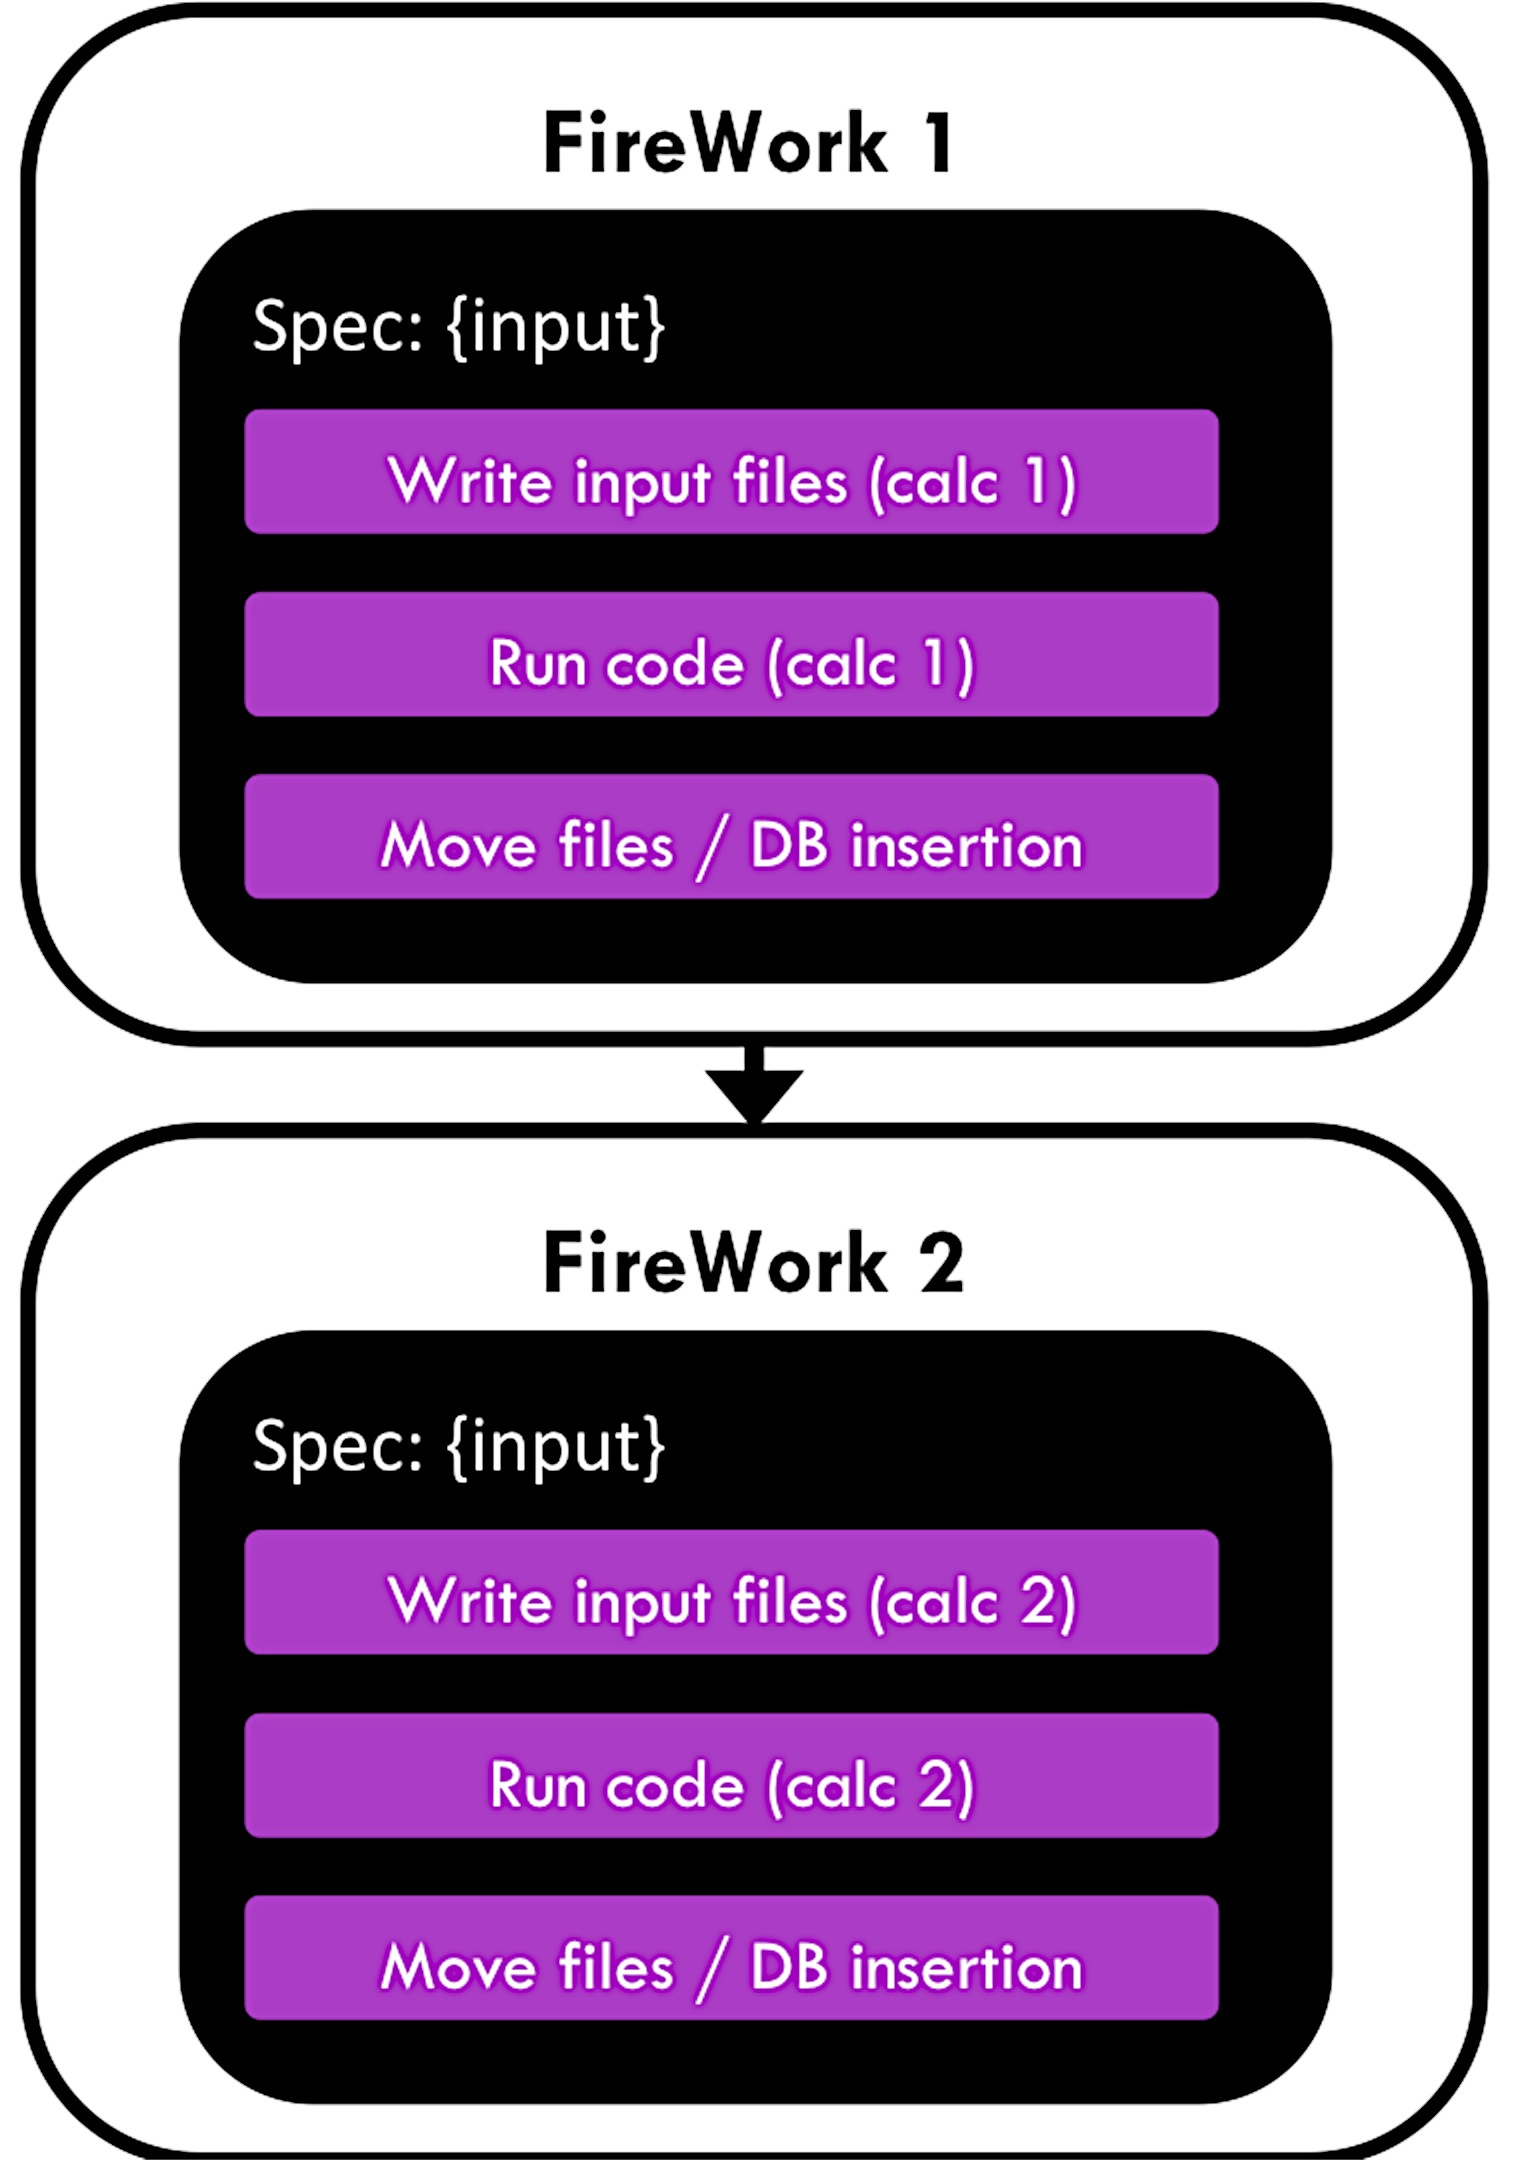 FireWork 1
Spec: {input}
Write input files (calc 1)
Run code (calc 1)
Move files / DB insertion
FireWork 2
Spec: {input}
Write input files (calc 2)
Run code (calc 2)
Move files / DB insertion